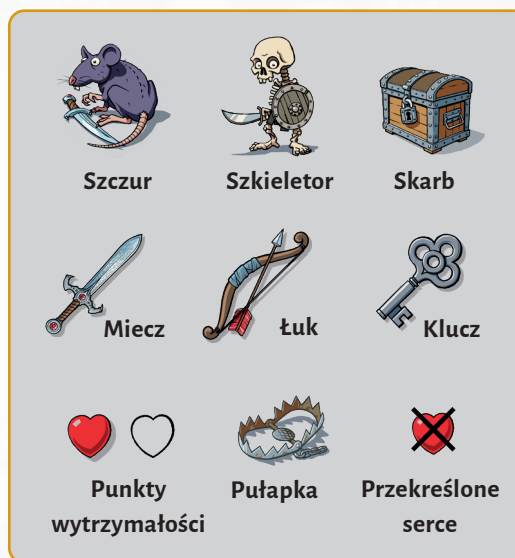 Szczur
Szkieletor
Skarb
Miecz
Łuk
Klucz
Punkty
wytrzymałości
Pułapka
Przekreślone
serce